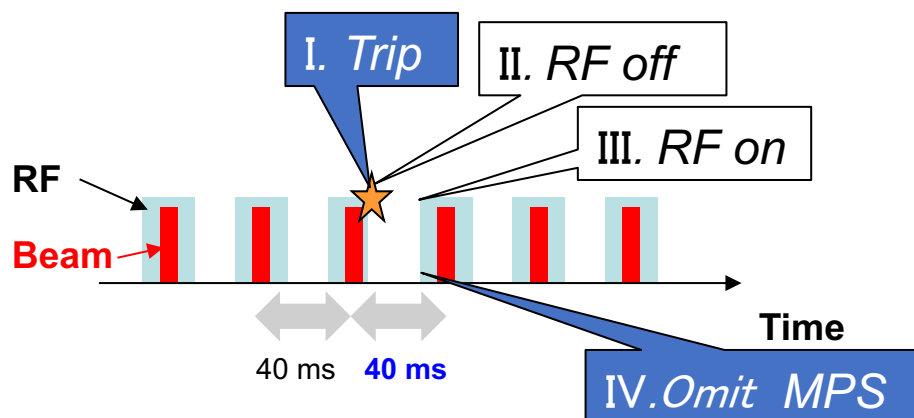 Ⅰ. Trip
Ⅱ. RF off
Ⅲ. RF on
RF
Beam
40 ms
40 ms
Time
Ⅳ.Omit MPS